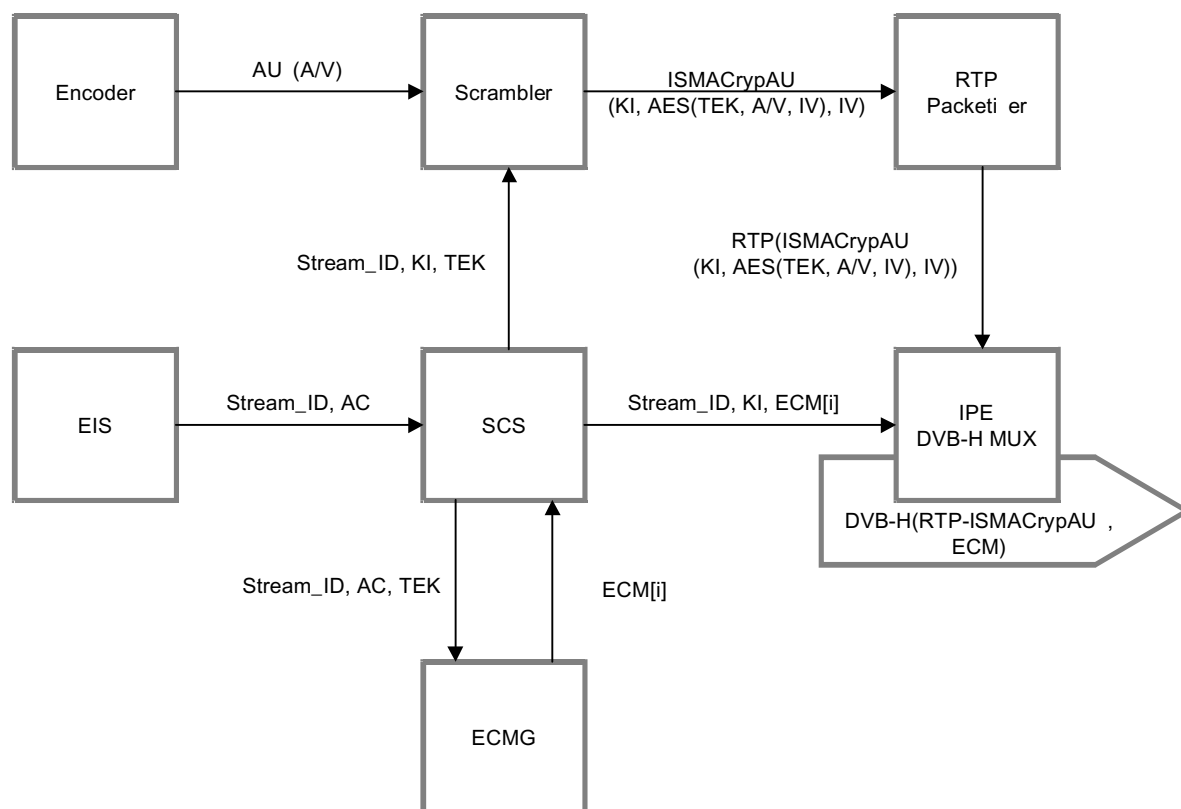 AU (A/V)
Encoder
Scrambler
ISMACrypAU
(KI, AES(TEK, A/V, IV), IV)
RTP
Packeti er
Stream_ID, KI, TEK
RTP(ISMACrypAU
(KI, AES(TEK, A/V, IV), IV))
EIS
Stream_ID, AC
SCS
Stream_ID, KI, ECM[i]
IPE
DVB-H MUX
DVB-H(RTP-ISMACrypAU ,
ECM)
Stream_ID, AC, TEK
ECM[i]
ECMG